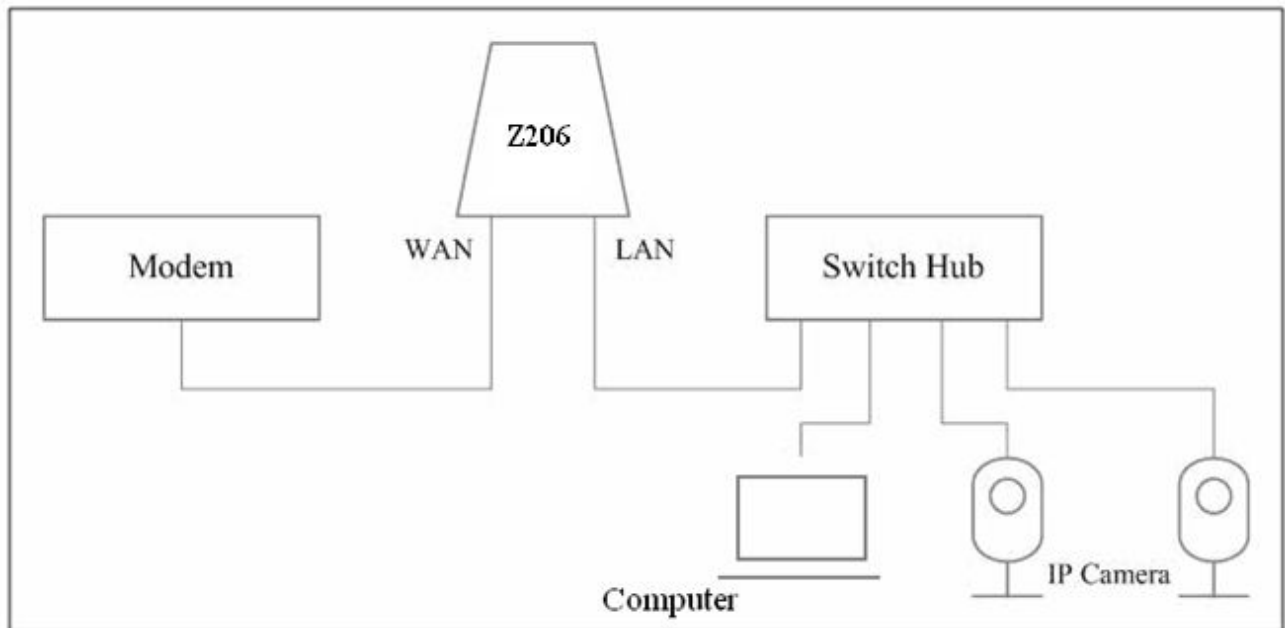 Z206
WAN
LAN
Modem
Switch Hub
IP Camera
Computer